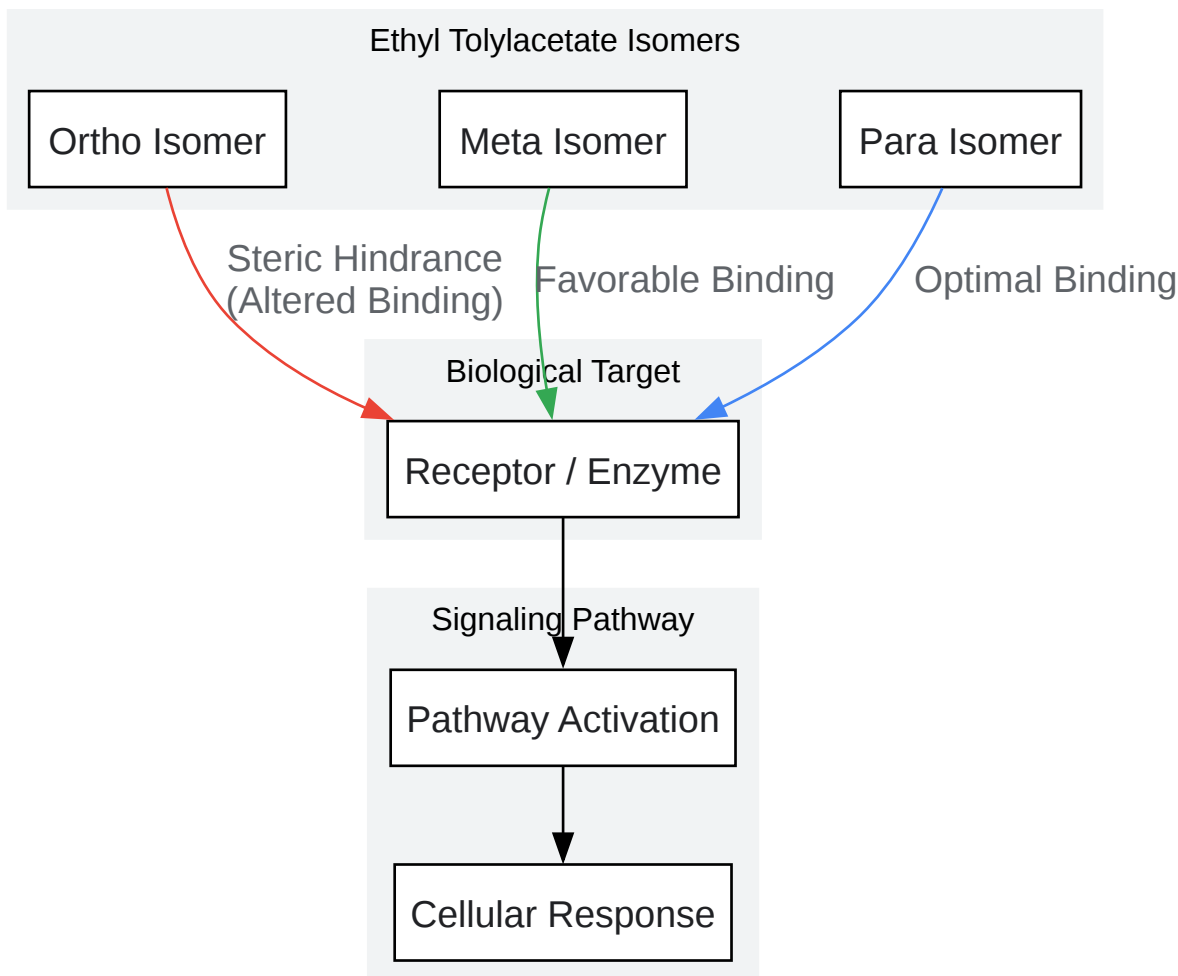 Ethyl Tolylacetate Isomers
Ortho Isomer
Meta Isomer
Para Isomer
Steric Hindrance
(Altered Binding)
Favorable Binding
Optimal Binding
Biological Target
Receptor / Enzyme
Signaling Pathway
Pathway Activation
Cellular Response